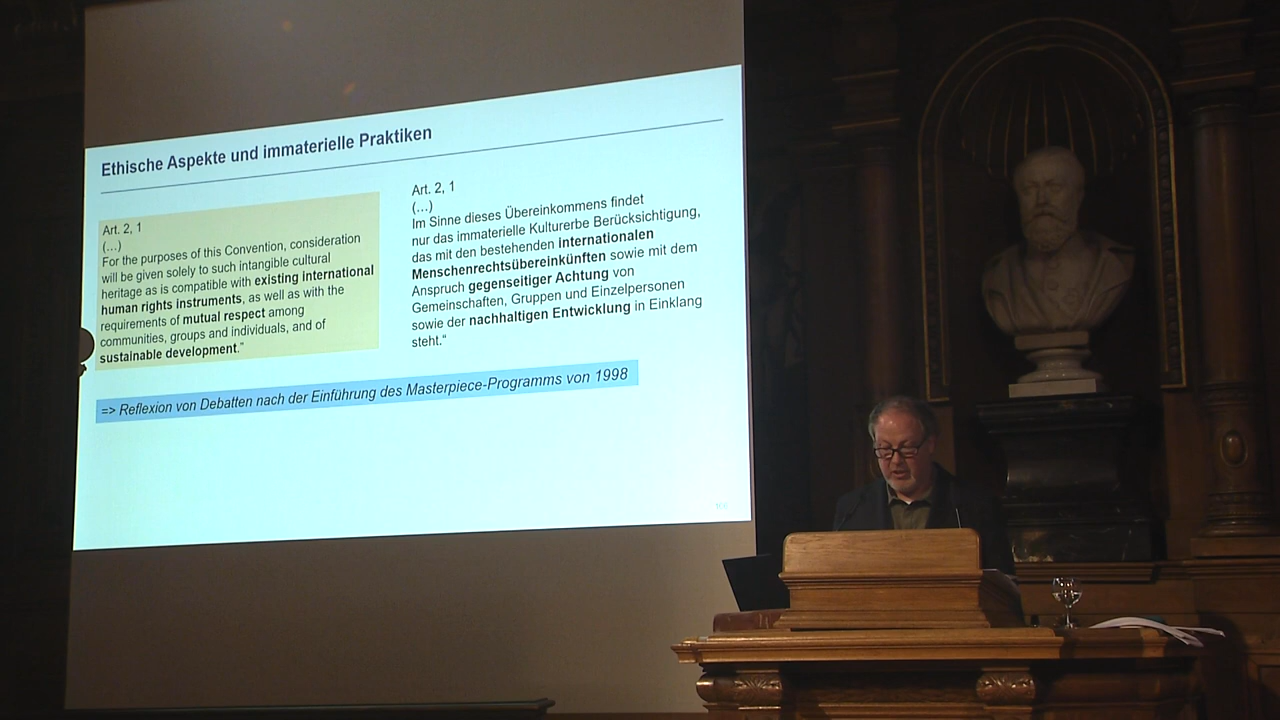 Ethische Aspekte und immaterielle Praktiken
Art. 2, 1
(…)
For the purposes of this Convention, consideration
will be given solely to such intangible cultural
heritage as is compatible with existing international
human rights instruments, as well as with the
requirements of mutual respect among
communities, groups and individuals, and of
sustainable development.“
Art. 2, 1
(…)
Im Sinne dieses Übereinkommens findet
nur das immaterielle Kulturerbe Berücksichtigung,
das mit den bestehenden internationalen
Menschenrechtsübereinkünften sowie mit dem
Anspruch gegenseitiger Achtung von
Gemeinschaften, Gruppen und Einzelpersonen
sowie der nachhaltigen Entwicklung in Einklang
steht.“
=> Reflexion von Debatten nach der Einführung des Masterpiece-Programms von 1998